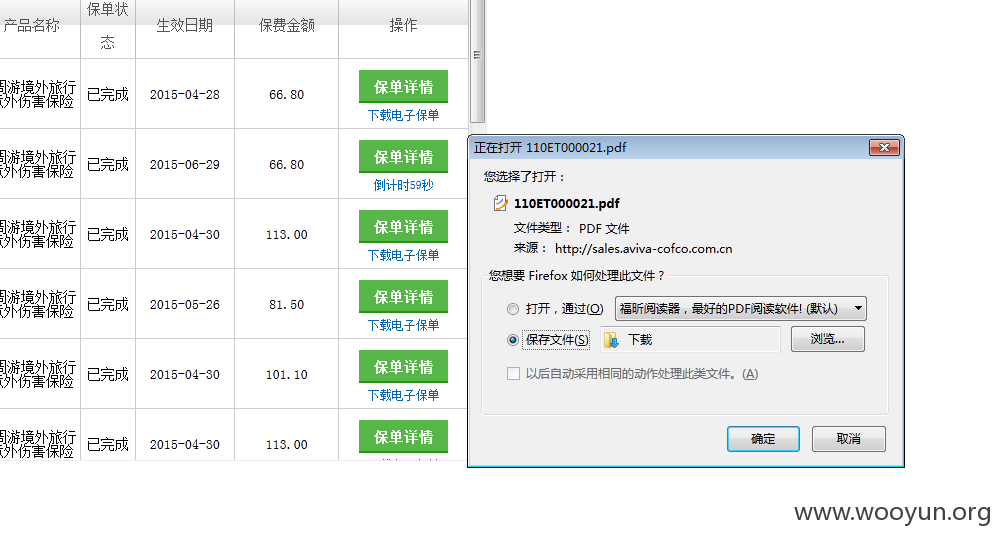 产品名称 保单状态 生效日期 保费金额 操作
周游境外旅行意外伤害保险 已完成 2015-04-28 66.80 保单详情
下载电子保单
周游境外旅行意外伤害保险 已完成 2015-06-29 66.80 保单详情
倒计时59秒
周游境外旅行意外伤害保险 已完成 2015-04-30 113.00 保单详情
下载电子保单
周游境外旅行意外伤害保险 已完成 2015-05-26 81.50 保单详情
下载电子保单
周游境外旅行意外伤害保险 已完成 2015-04-30 101.10 保单详情
下载电子保单
周游境外旅行意外伤害保险 已完成 2015-04-30 113.00 保单详情
正在打开 110ET000021.pdf
您选择了打开：
110ET000021.pdf
文件类型： PDF 文件
来源： http://sales.aviva-cofco.com.cn
您想要 Firefox 如何处理此文件？
打开，通过(O) 福昕阅读器，最好的PDF阅读软件! (默认)
保存文件(S) 下载 浏览...
以后自动采用相同的动作处理此类文件。(A)
确定 取消
www.wooyun.org